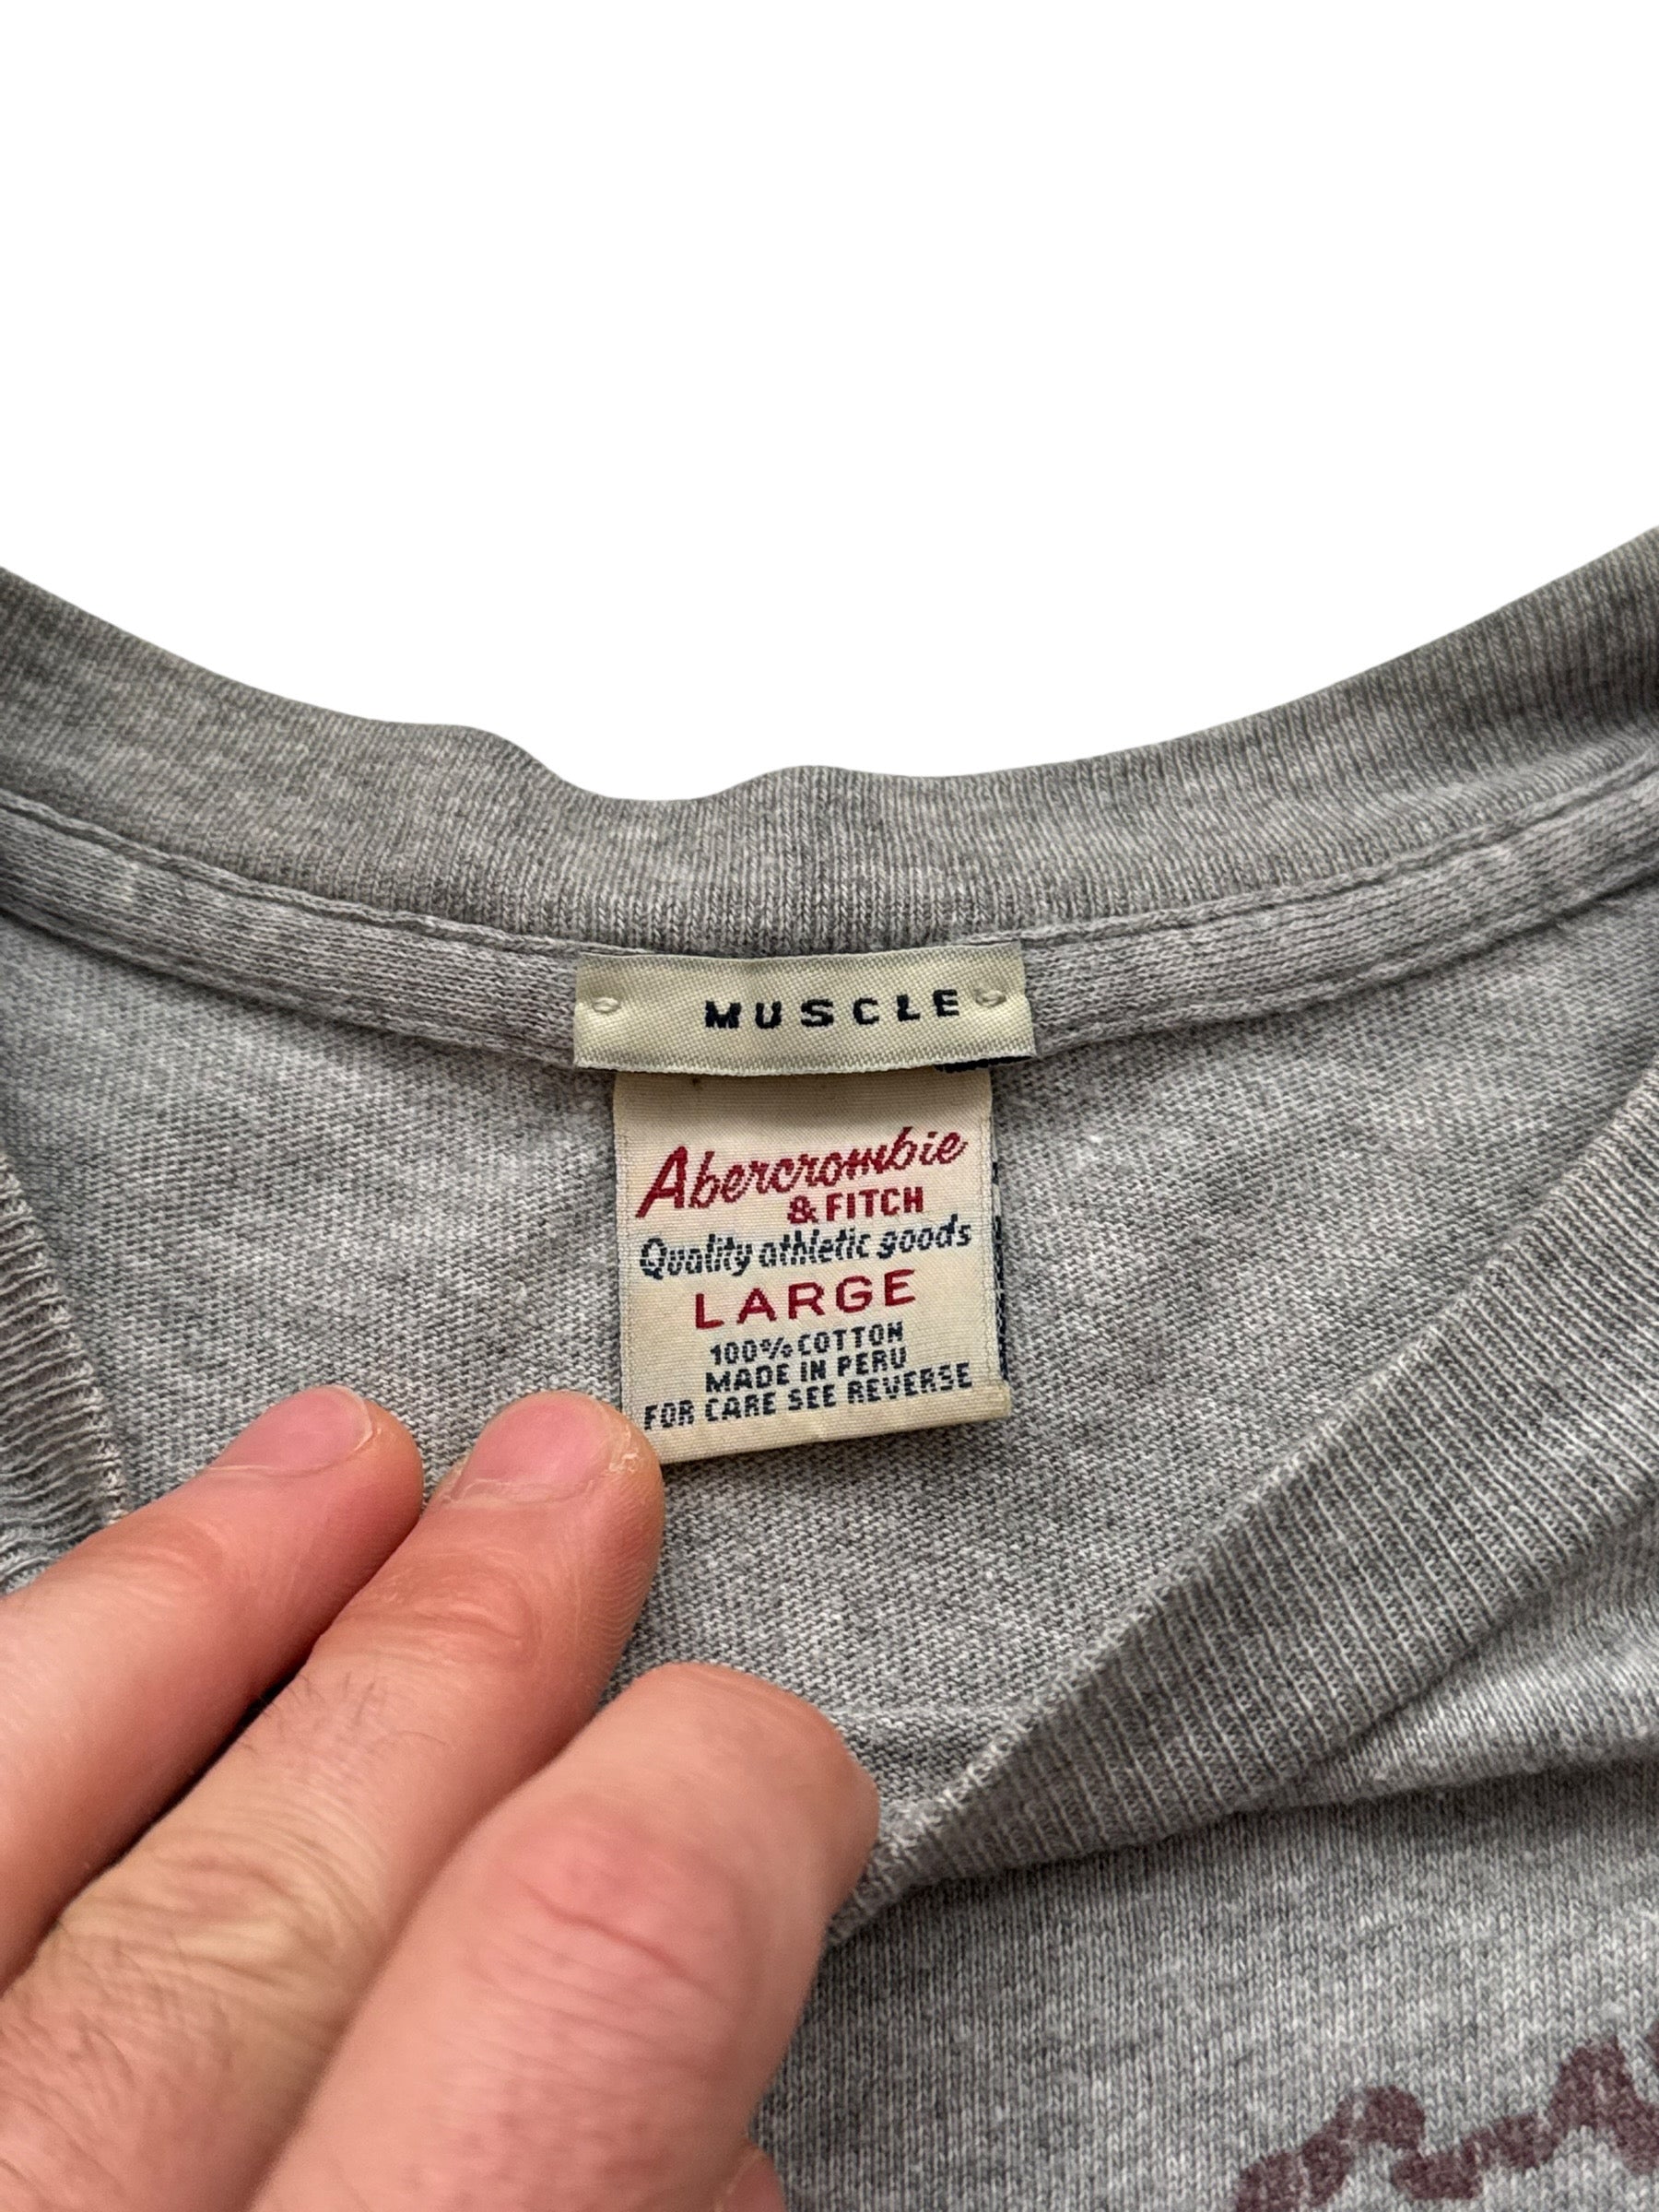 MUSCLE
Abercrombie
& FITCH
Quality athletic goods
LARGE
100% COTTON
MADE IN PERU
FOR CARE SEE REVERSE